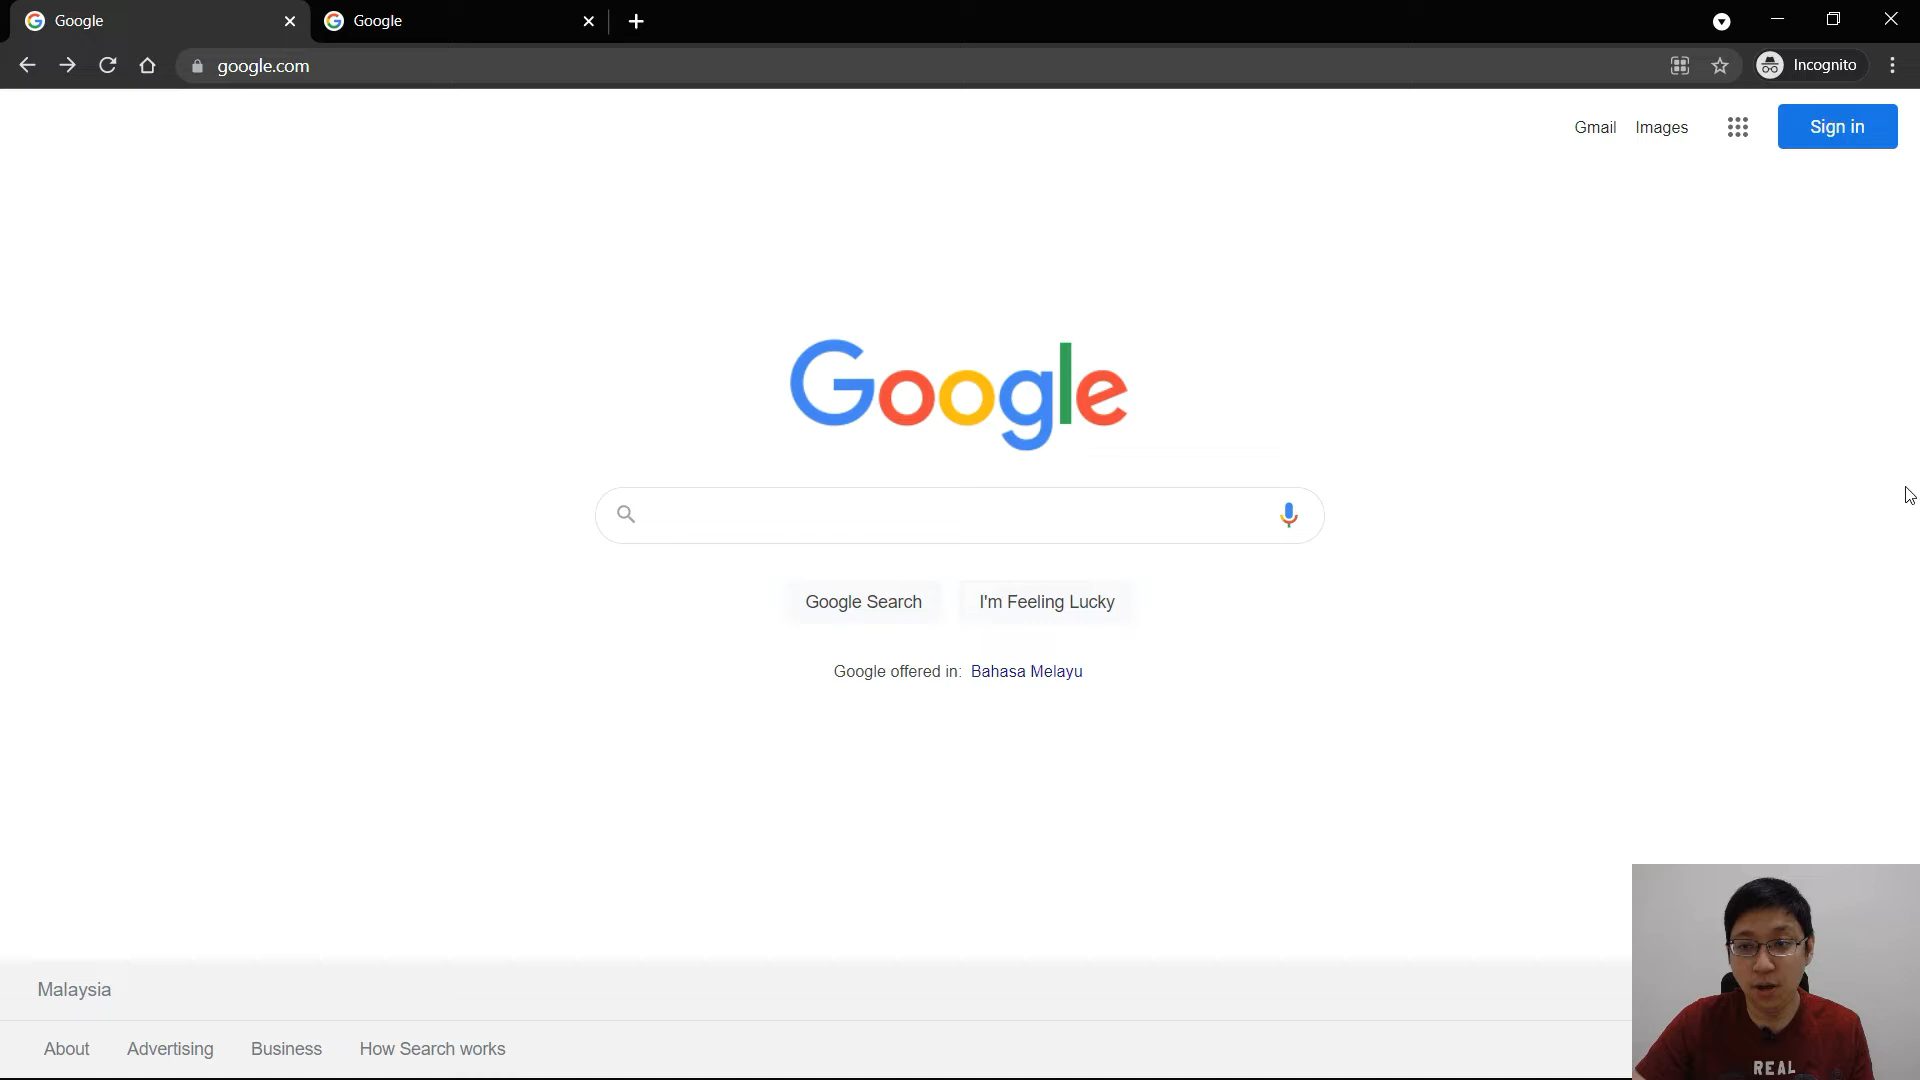 Google
Google
google.com
Incognito
Gmail
Images
Sign in
Google
Google Search
I'm Feeling Lucky
Google offered in: Bahasa Melayu
Malaysia
About
Advertising
Business
How Search works
REAL